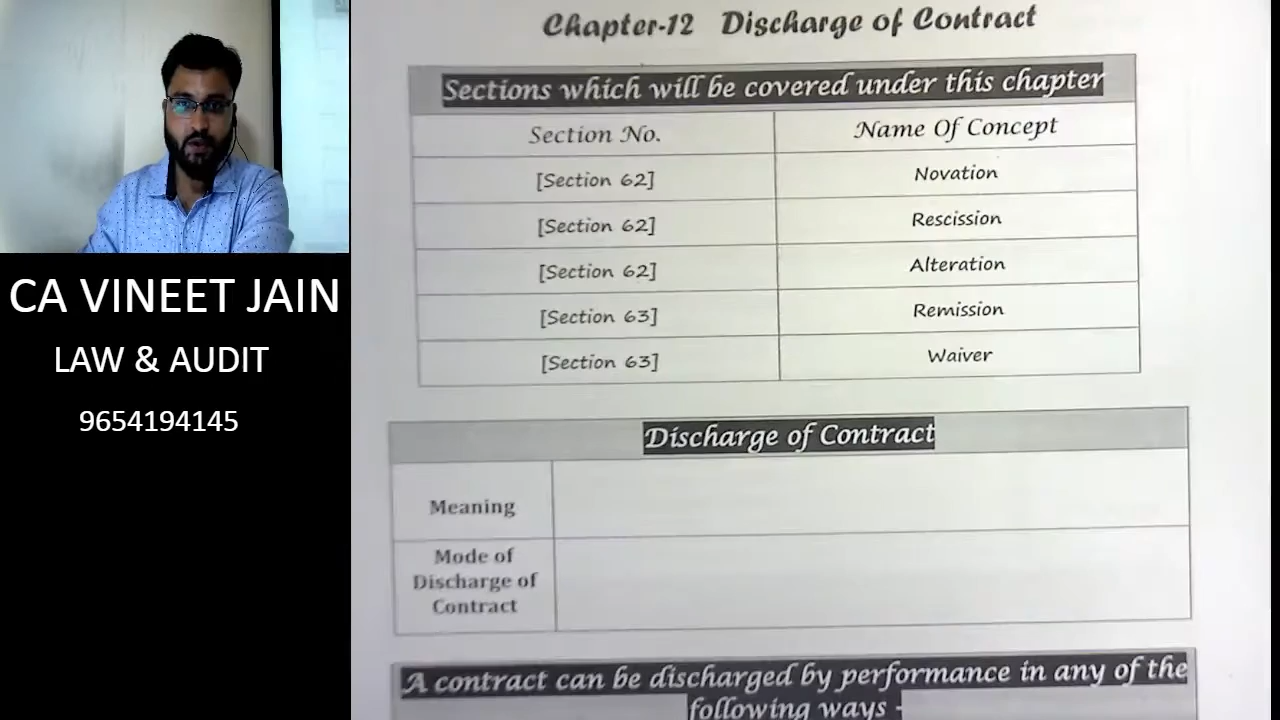 CA VINEET JAIN
LAW & AUDIT
9654194145
Chapter-12 Discharge of Contract
Sections which will be covered under this chapter
Section No. Name Of Concept
[Section 62] Novation
[Section 62] Rescission
[Section 62] Alteration
[Section 63] Remission
[Section 63] Waiver
Discharge of Contract
Meaning
Mode of
Discharge of
Contract
A contract can be discharged by performance in any of the
following ways -